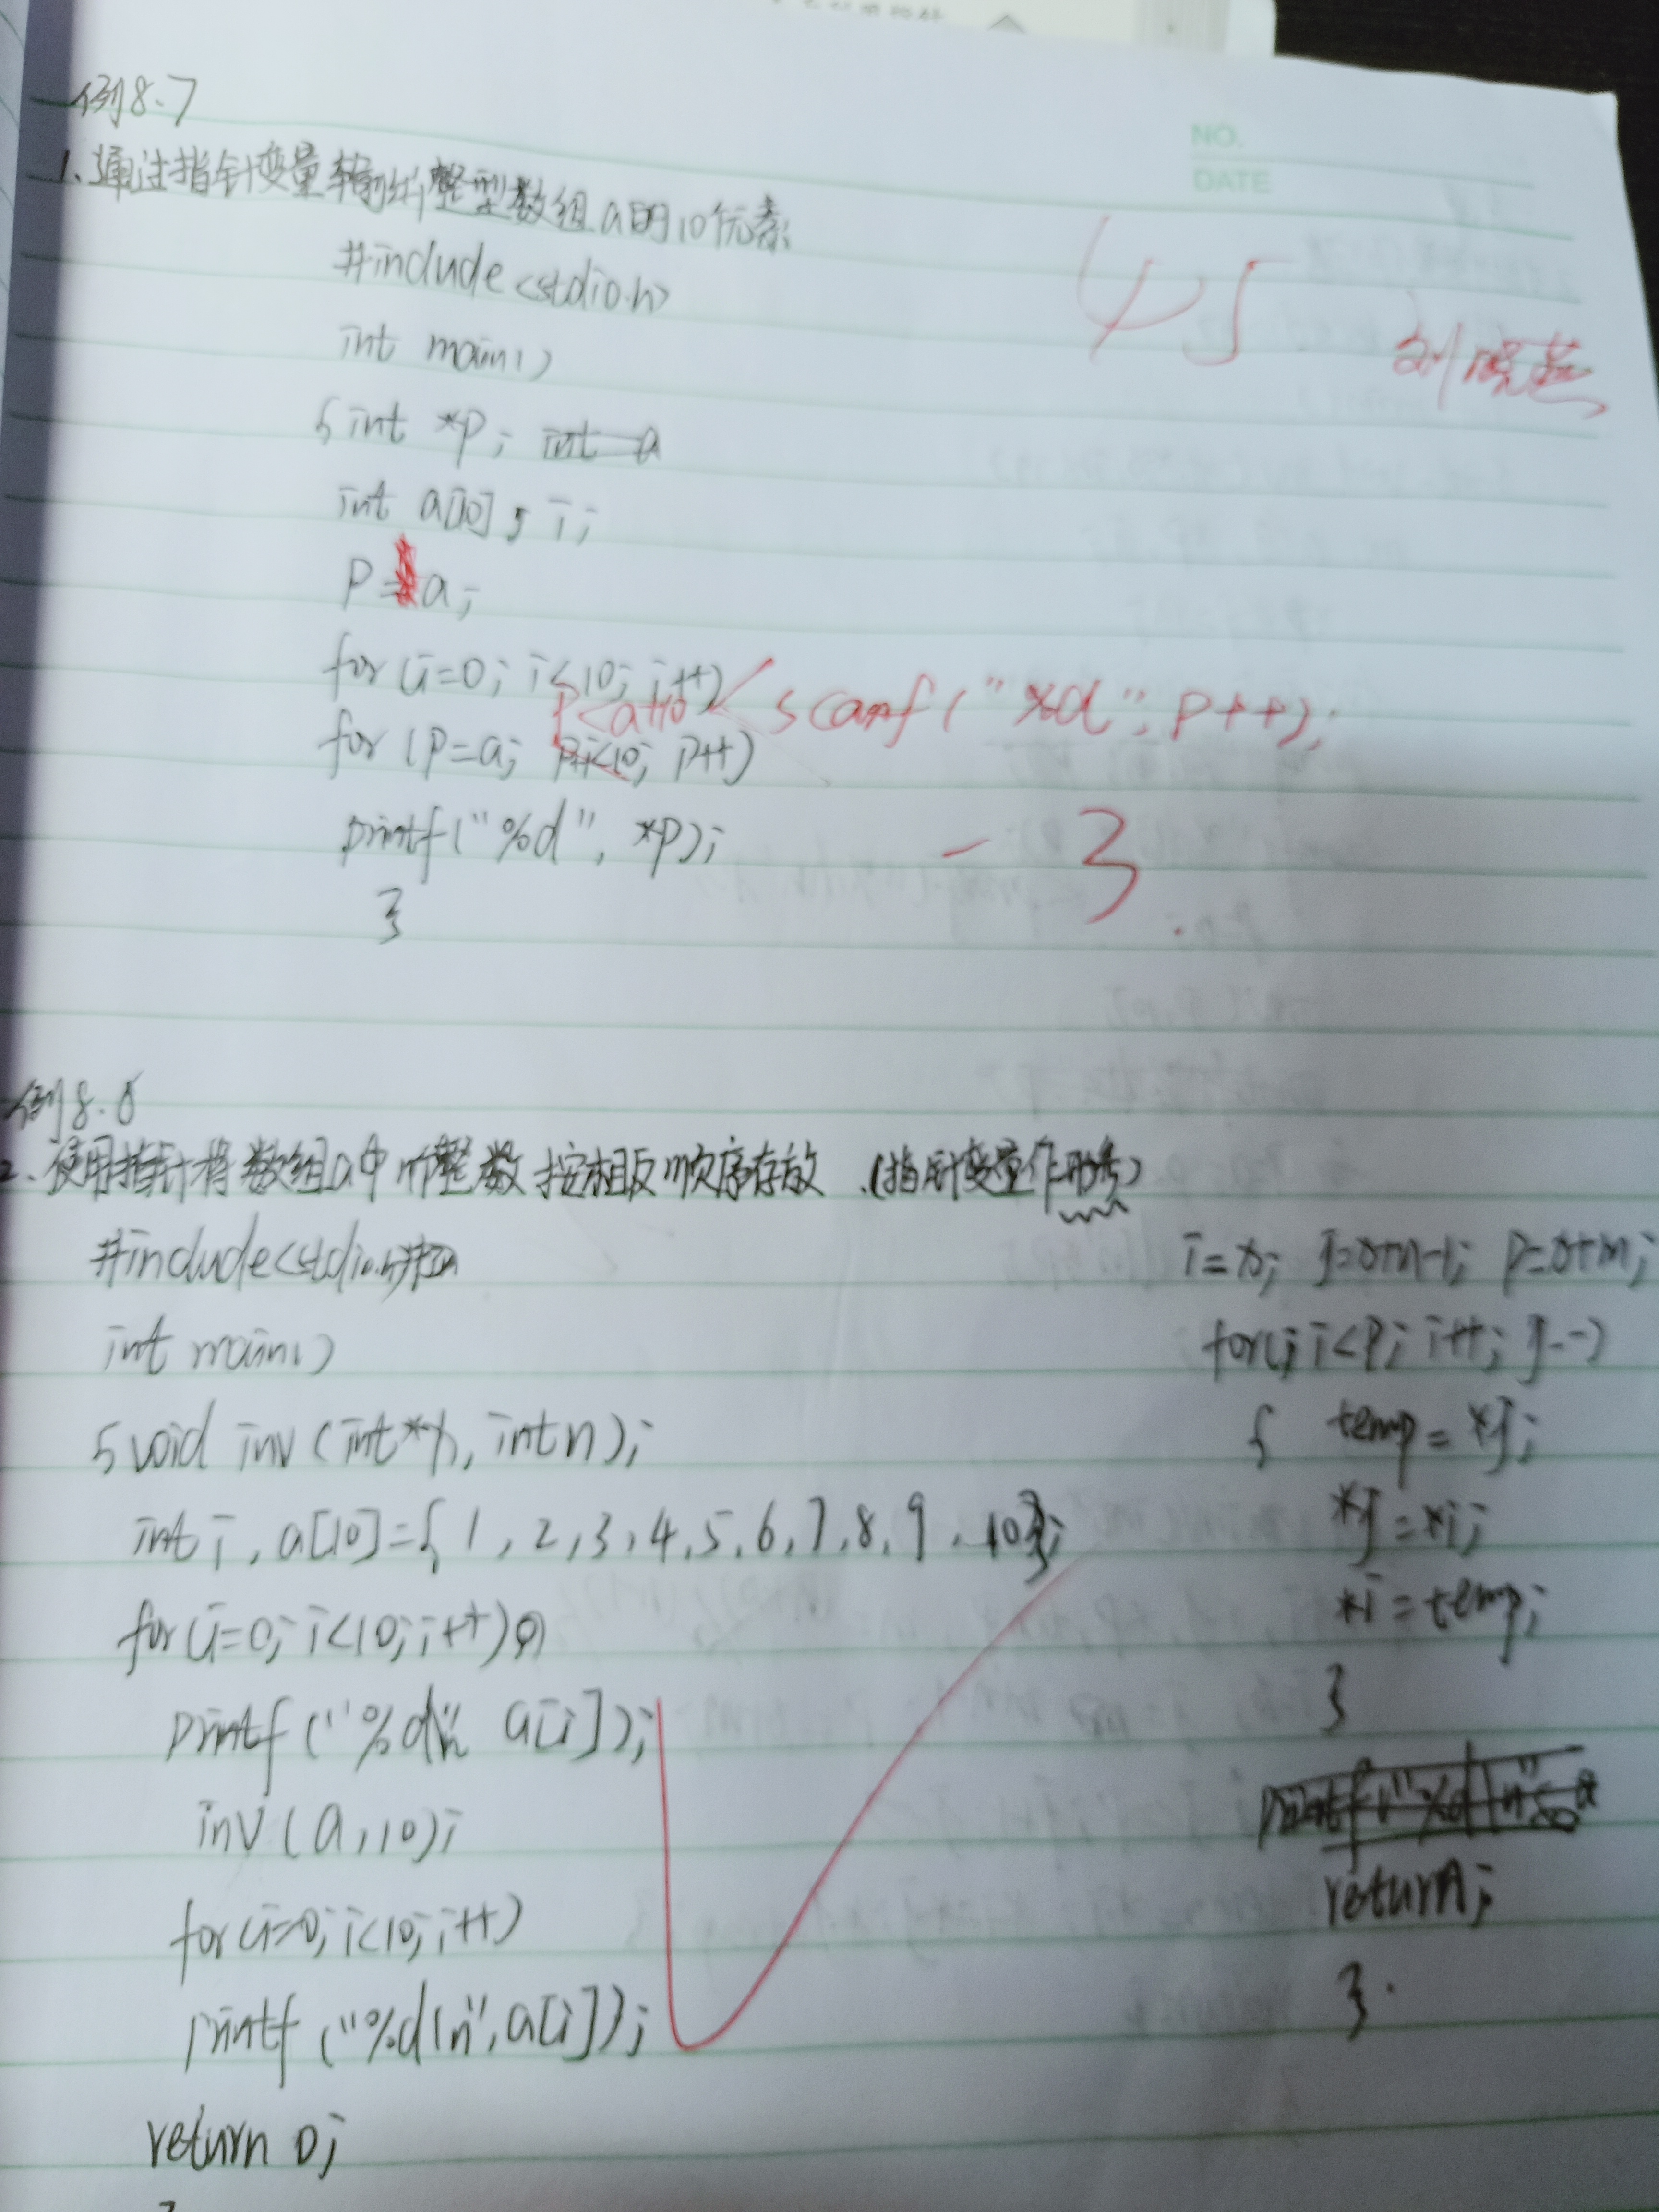 NO.
DATE
例8.7
1.通过指针变量输出整型数组a的10个元素
#include<stdio.h>
int main()
45
刘晓燕
{int *p; int a
int a[10], i;
p=a;
for(i=0; i<10; i++) scanf("%d", p++);
p<a+10
for(p=a; p+i<10; p++)
printf("%d", *p);
-3
}
例8.8
2.使用指针将数组a中n个整数按相反顺序存放.(指针变量作形参)
#include<stdio.h>
int main()
{void inv(int*x, int n);
int i, a[10]={1,2,3,4,5,6,7,8,9,10};
for(i=0; i<10; i++)
printf("%d\n", a[i]);
inv(a,10);
for(i=0; i<10; i++)
printf("%d\n", a[i]);
return 0;
i=x; j=x+n-1; p=x+m;
for(; i<p; i++; j--)
{ temp=*j;
*j=*i;
*i=temp;
}
printf("%d\n"
return;
}.